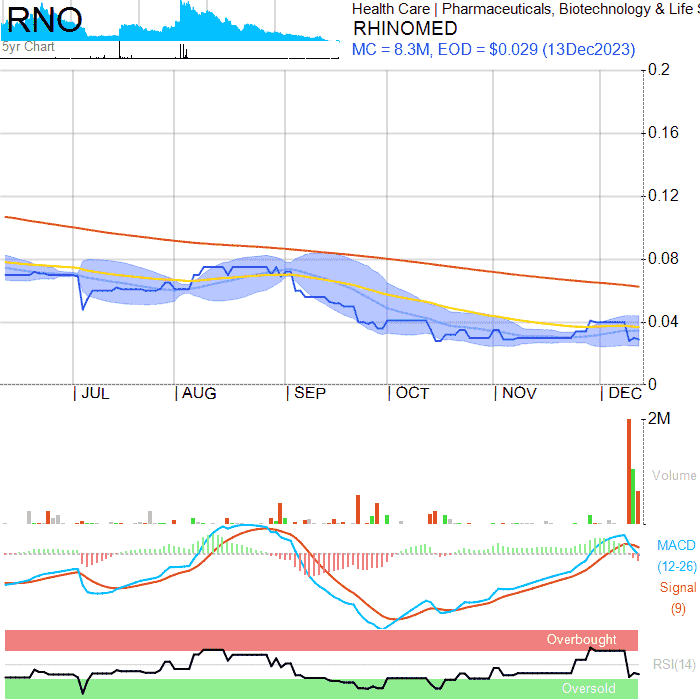 RNO
5yr Chart
Health Care | Pharmaceuticals, Biotechnology & Life S
RHINOMED
MC = 8.3M, EOD = $0.029 (13Dec2023)
0.2
0.16
0.12
0.08
0.04
0
| JUL | AUG | SEP | OCT | NOV | DEC
2M
Volume
MACD
(12-26)
Signal
(9)
Overbought
RSI(14)
Oversold